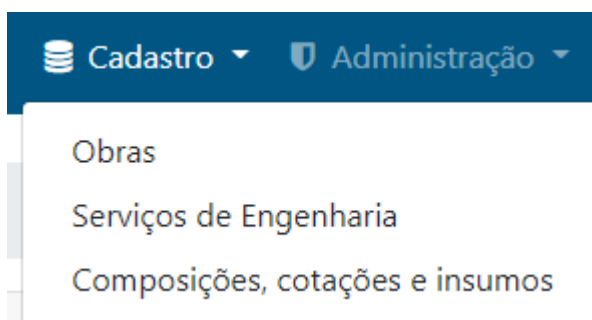 Cadastro Administração
Obras
Serviços de Engenharia
Composições, cotações e insumos